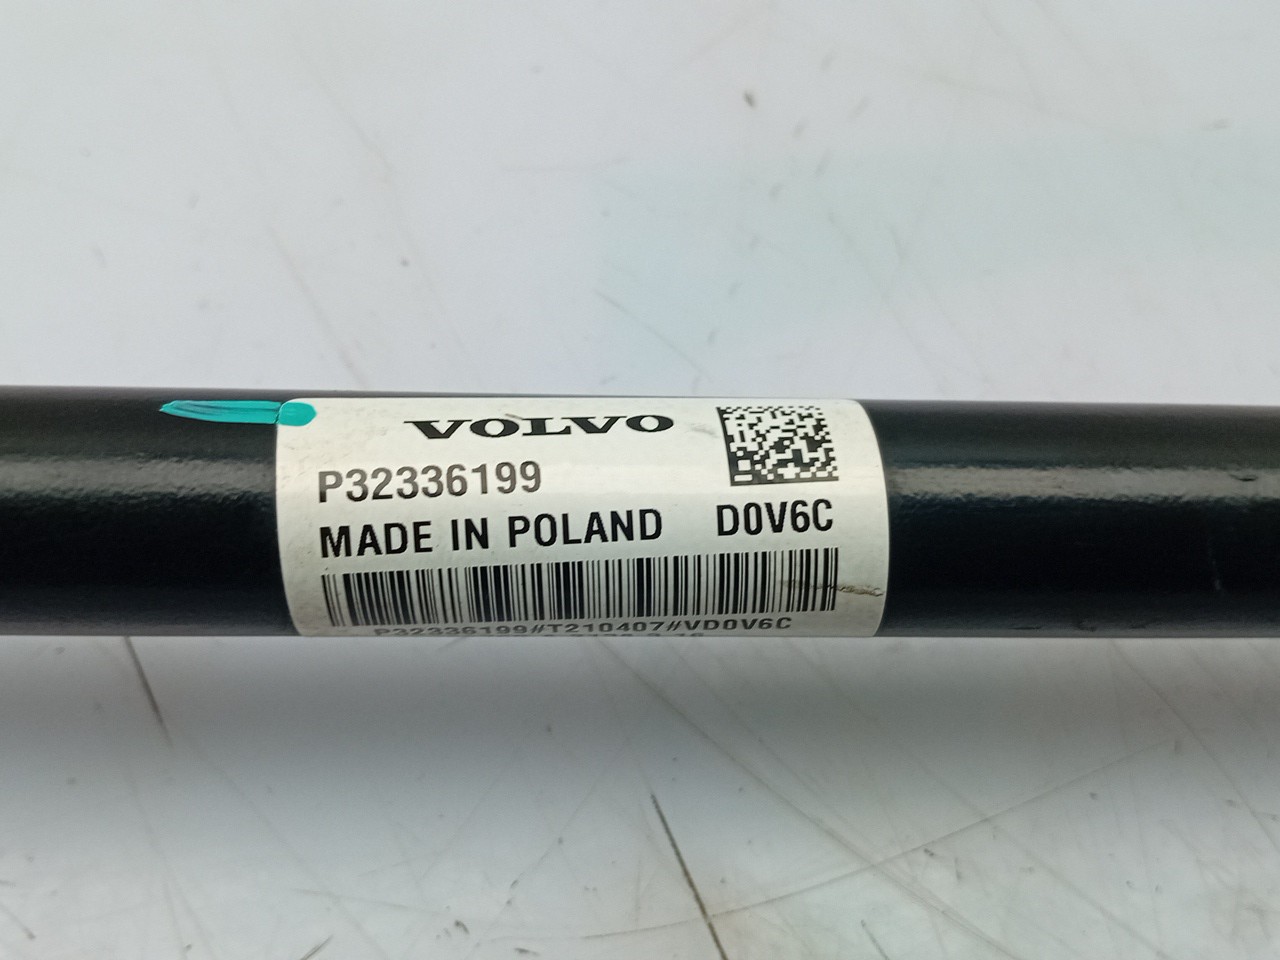 VOLVO
P32336199
MADE IN POLAND D0V6C
P32336199#T210407#VD0V6C